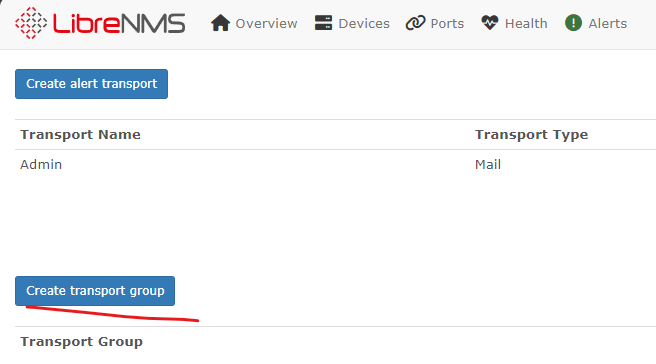 LibreNMS Overview Devices Ports Health Alerts
Create alert transport
Transport Name Transport Type
Admin Mail
Create transport group
Transport Group